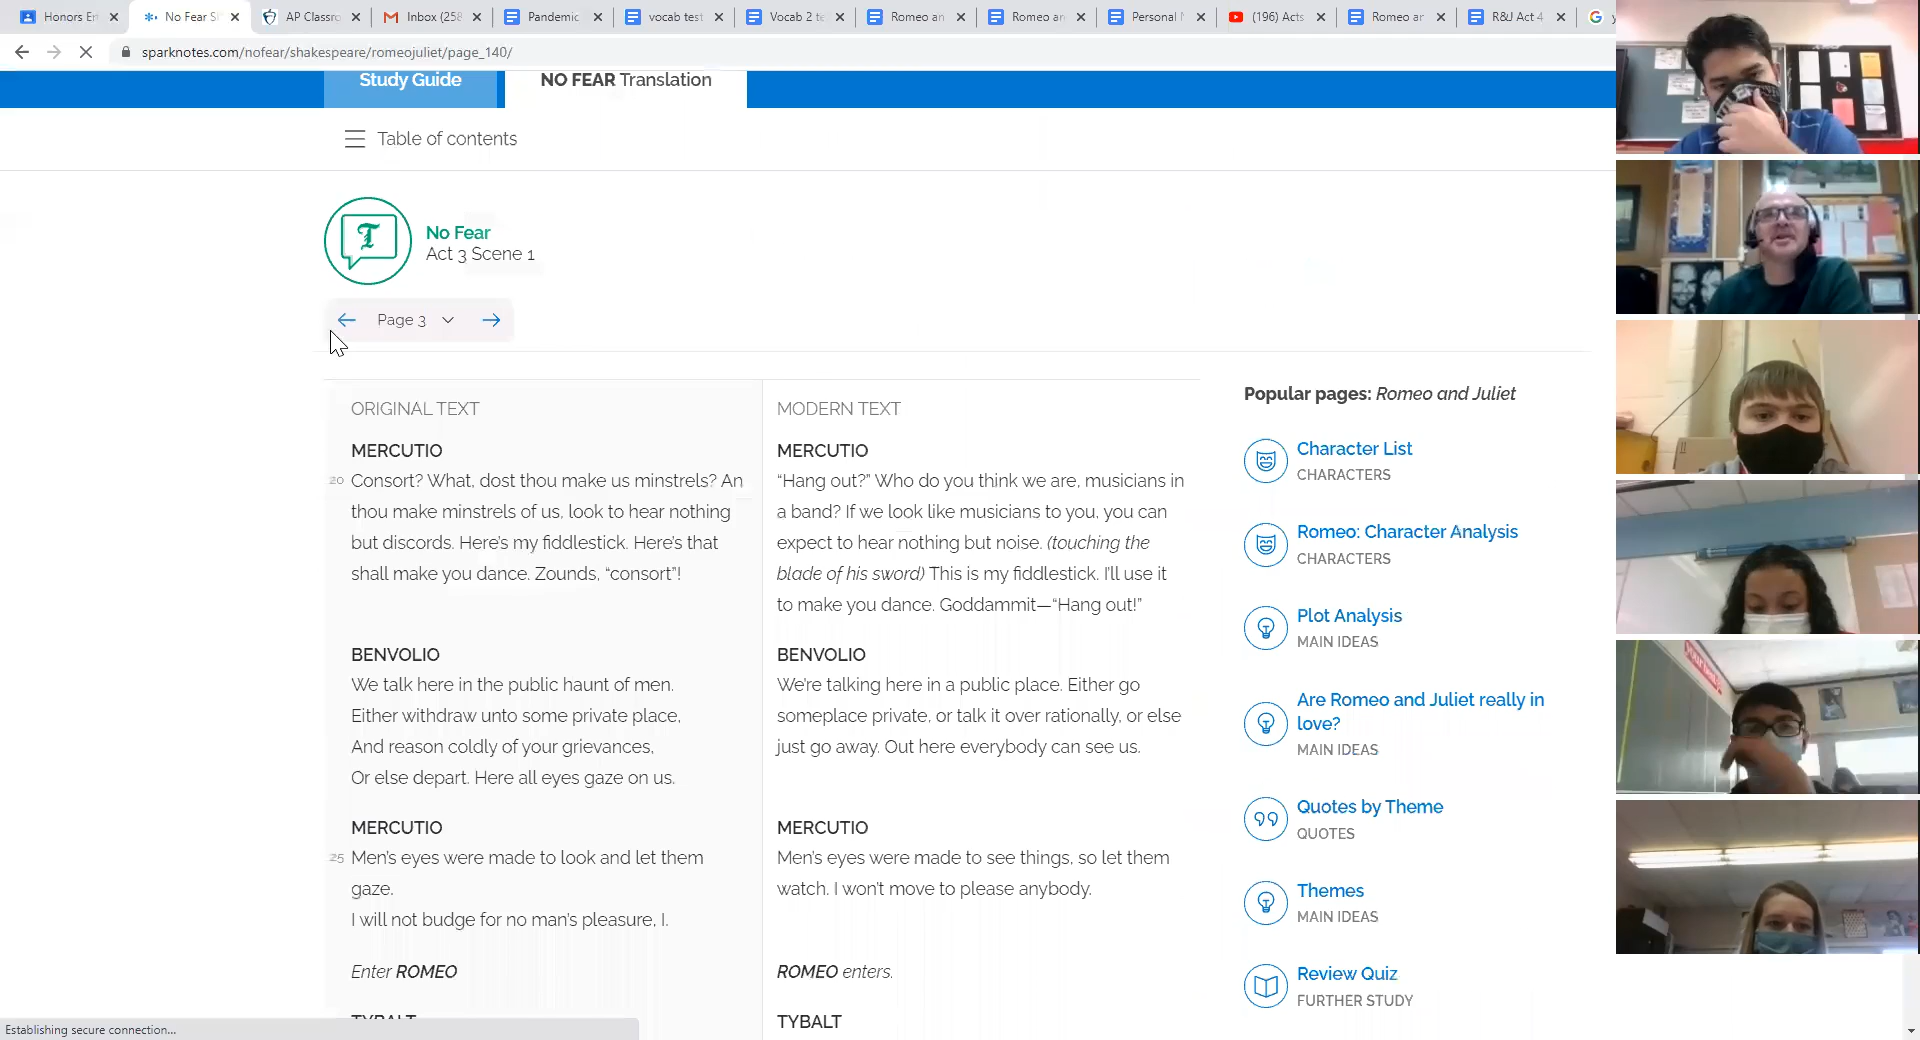 Honors Er
No Fear S
AP Classro
Inbox (258
Pandemic
vocab test
Vocab 2 te
Romeo an
Romeo an
Personal
(196) Acts
Romeo ar
R&J Act 4
sparknotes.com/nofear/shakespeare/romeojuliet/page_140/
Study Guide
NO FEAR Translation
Table of contents
T
No Fear
Act 3 Scene 1
Page 3
ORIGINAL TEXT
MERCUTIO
20 Consort? What, dost thou make us minstrels? An
thou make minstrels of us, look to hear nothing
but discords. Here's my fiddlestick. Here's that
shall make you dance. Zounds, “consort”!
BENVOLIO
We talk here in the public haunt of men.
Either withdraw unto some private place,
And reason coldly of your grievances,
Or else depart. Here all eyes gaze on us.
MERCUTIO
25 Men's eyes were made to look and let them
gaze.
I will not budge for no man's pleasure, I.
Enter ROMEO
TYBALT
MODERN TEXT
MERCUTIO
“Hang out?” Who do you think we are, musicians in
a band? If we look like musicians to you, you can
expect to hear nothing but noise. (touching the
blade of his sword) This is my fiddlestick. I'll use it
to make you dance. Goddammit—“Hang out!”
BENVOLIO
We're talking here in a public place. Either go
someplace private, or talk it over rationally, or else
just go away. Out here everybody can see us.
MERCUTIO
Men's eyes were made to see things, so let them
watch. I won't move to please anybody.
ROMEO enters.
TYBALT
Popular pages: Romeo and Juliet
Character List
CHARACTERS
Romeo: Character Analysis
CHARACTERS
Plot Analysis
MAIN IDEAS
Are Romeo and Juliet really in
love?
MAIN IDEAS
Quotes by Theme
QUOTES
Themes
MAIN IDEAS
Review Quiz
FURTHER STUDY
Establishing secure connection...